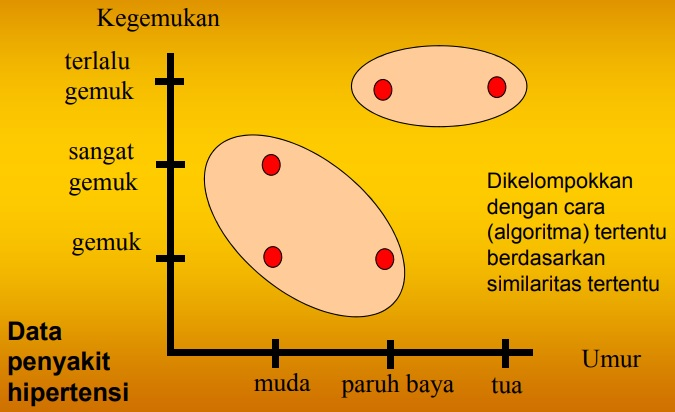 Kegemukan
terlalu
gemuk
sangat
gemuk
gemuk
Dikelompokkan
dengan cara
(algoritma) tertentu
berdasarkan
similaritas tertentu
Data
penyakit
hipertensi
muda
paruh baya
tua
Umur